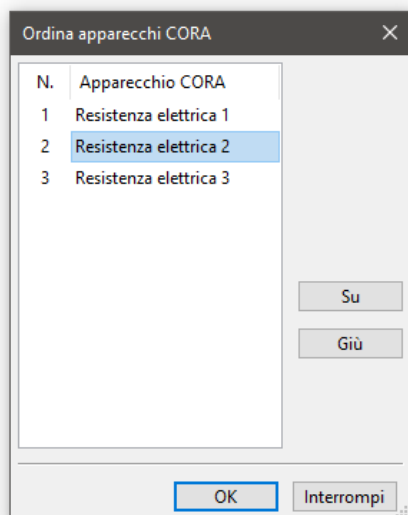 Ordina apparecchi CORA
N. Apparecchio CORA
1 Resistenza elettrica 1
2 Resistenza elettrica 2
3 Resistenza elettrica 3
Su
Giù
OK Interrompi